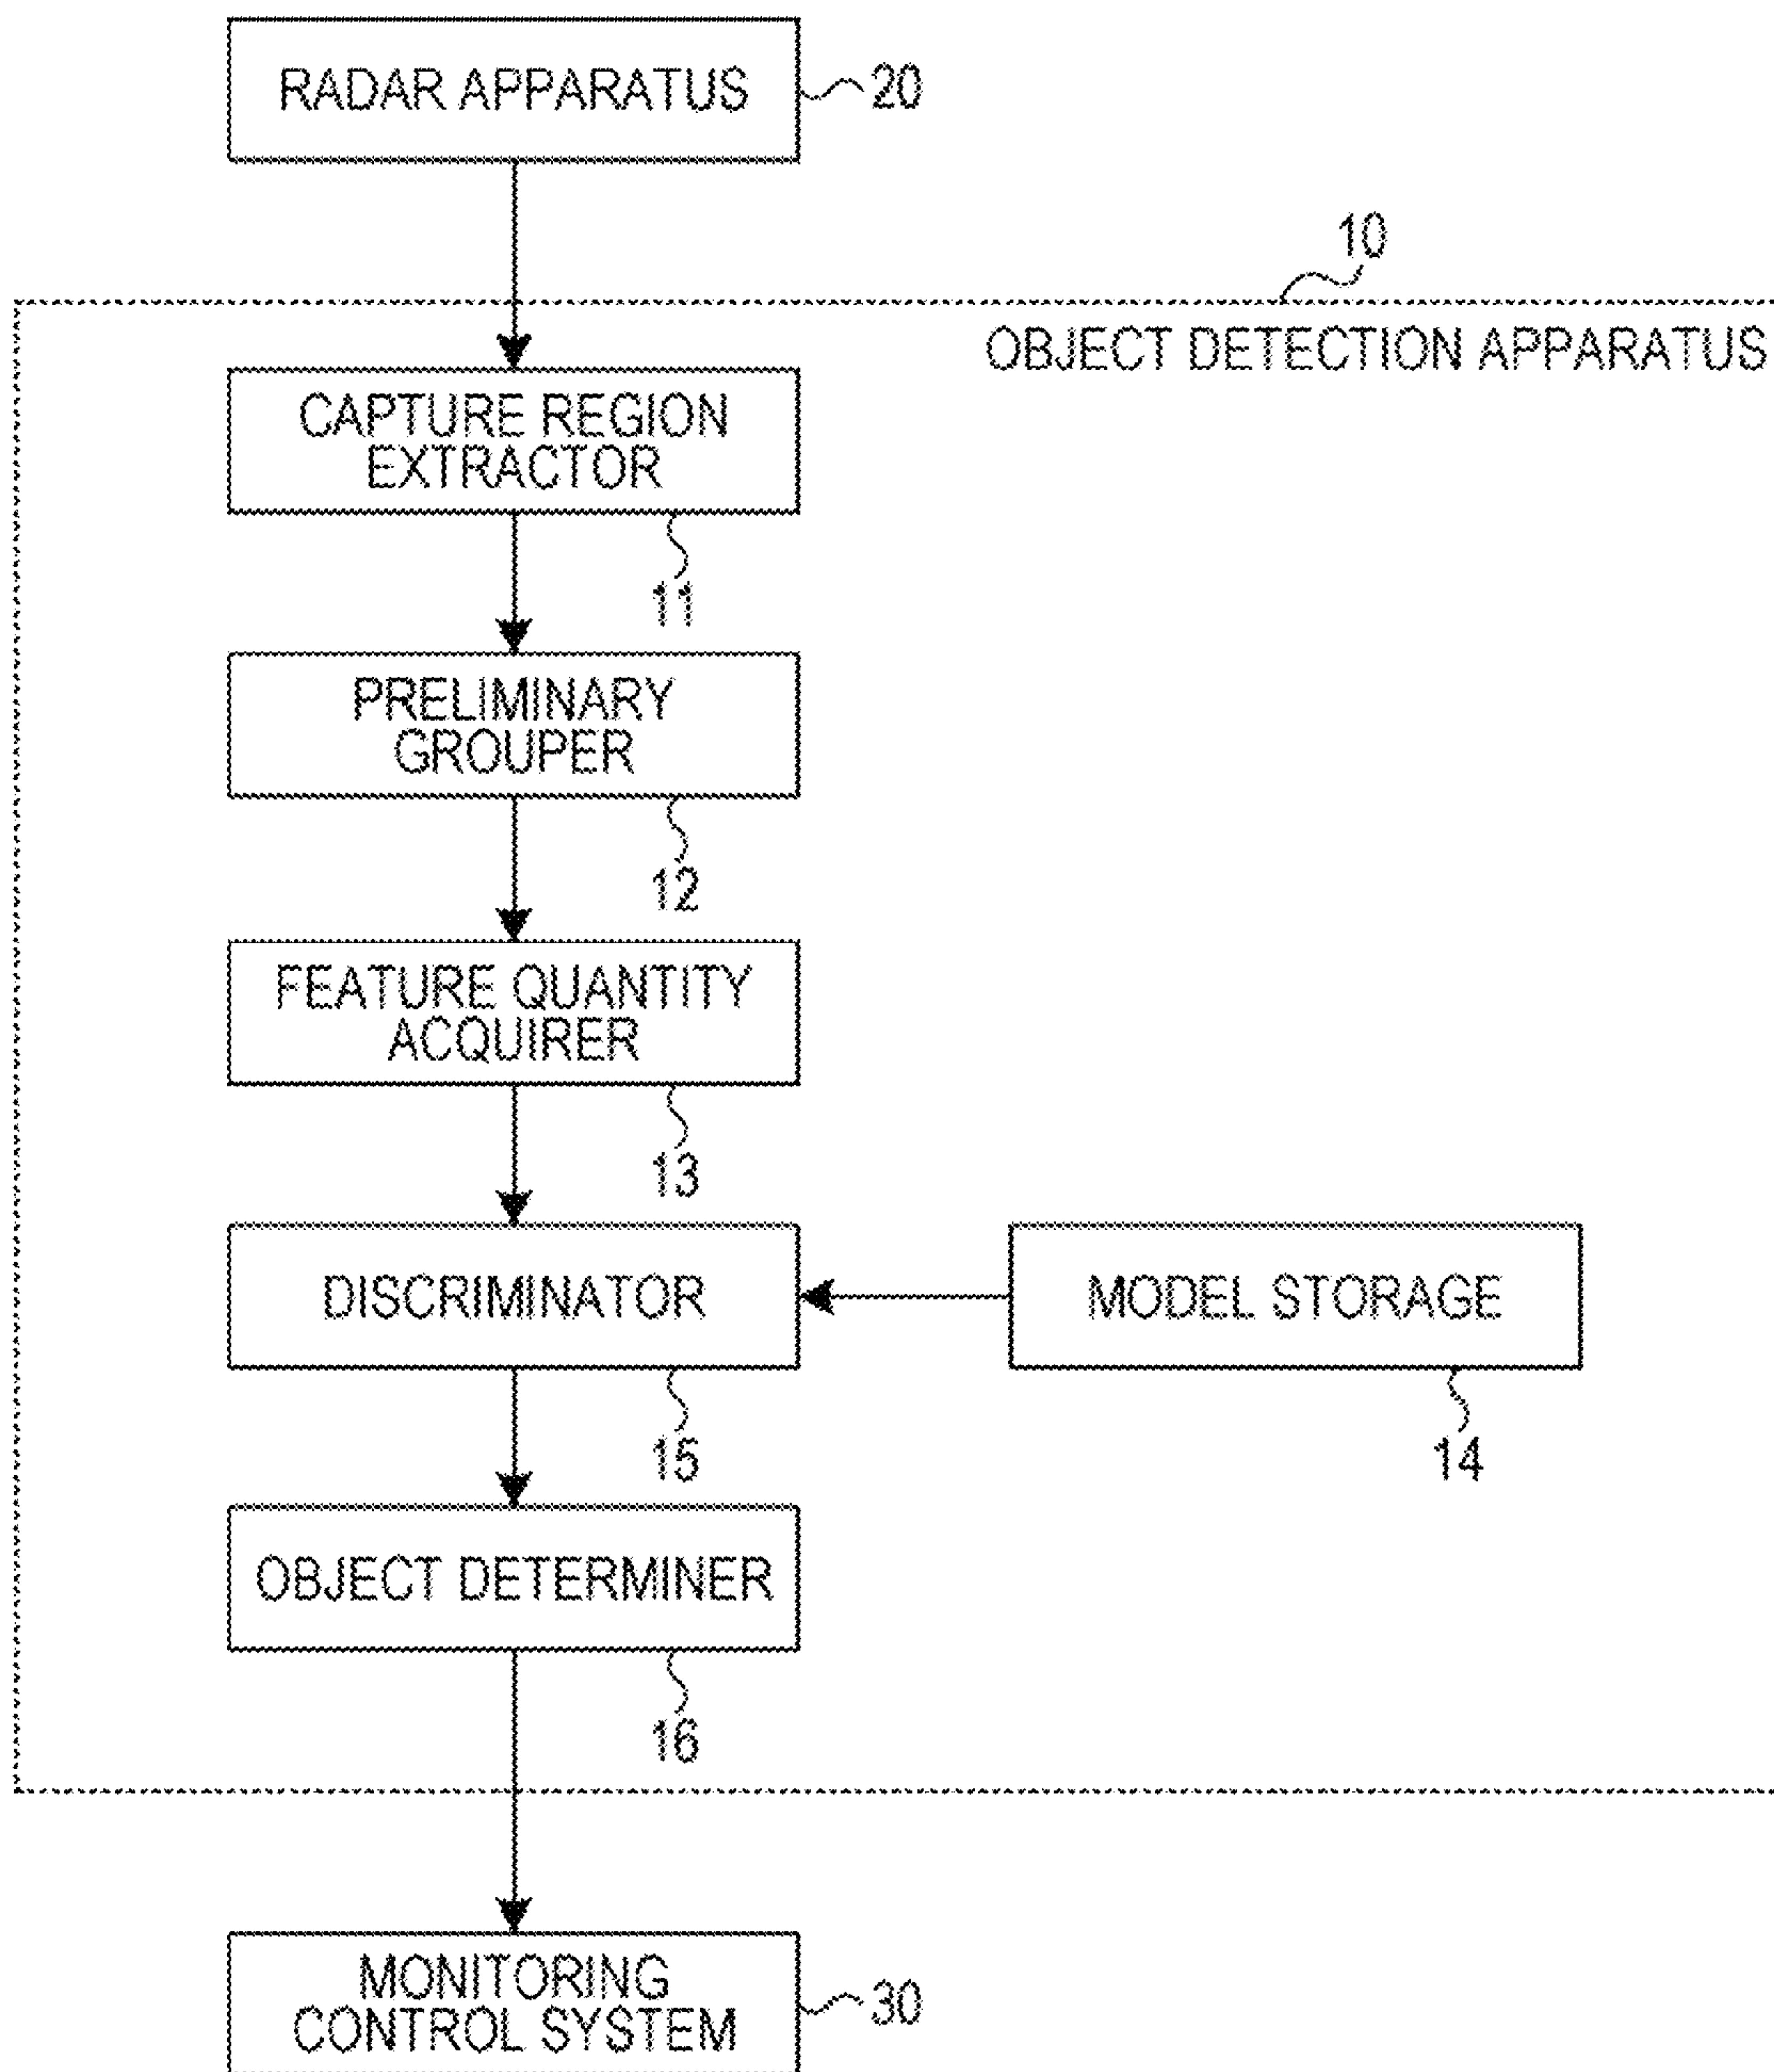 RADAR APPARATUS
20
10
OBJECT DETECTION APPARATUS
CAPTURE REGION
EXTRACTOR
11
PRELIMINARY
GROUPER
12
FEATURE QUANTITY
ACQUIRER
13
DISCRIMINATOR
MODEL STORAGE
15
14
OBJECT DETERMINER
16
MONITORING
CONTROL SYSTEM
30